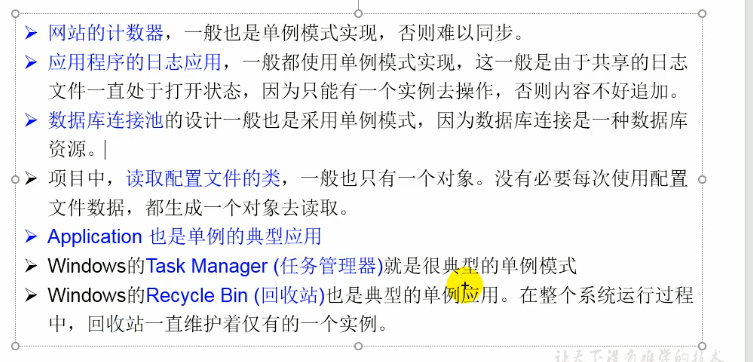 网站的计数器，一般也是单例模式实现，否则难以同步。
应用程序的日志应用，一般都使用单例模式实现，这一般是由于共享的日志
文件一直处于打开状态，因为只能有一个实例去操作，否则内容不好追加。
数据库连接池的设计一般也是采用单例模式，因为数据库连接是一种数据库
资源。
项目中，读取配置文件的类，一般也只有一个对象。没有必要每次使用配置
文件数据，都生成一个对象去读取。
Application 也是单例的典型应用
Windows的Task Manager (任务管理器)就是很典型的单例模式
Windows的Recycle Bin (回收站)也是典型的单例应用。在整个系统运行过程
中，回收站一直维护着仅有的一个实例。
让天下没有难学的技术